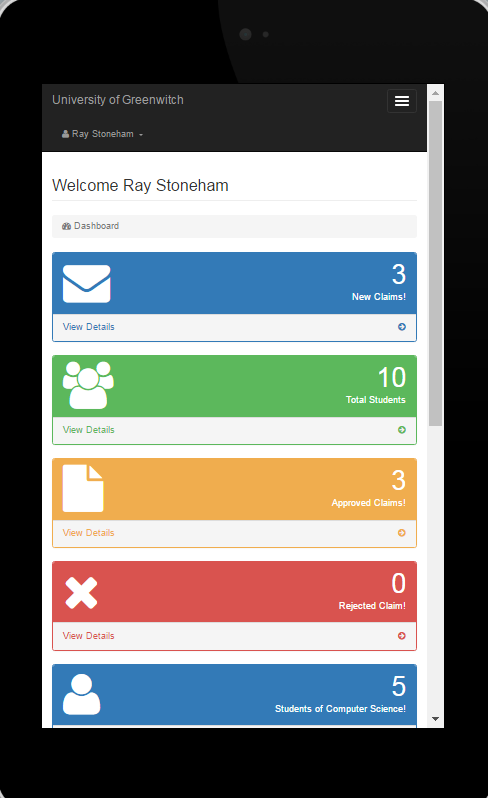 University of Greenwitch
Ray Stoneham
Welcome Ray Stoneham
Dashboard
3
New Claims!
View Details
10
Total Students
View Details
3
Approved Claims!
View Details
0
Rejected Claim!
View Details
5
Students of Computer Science!